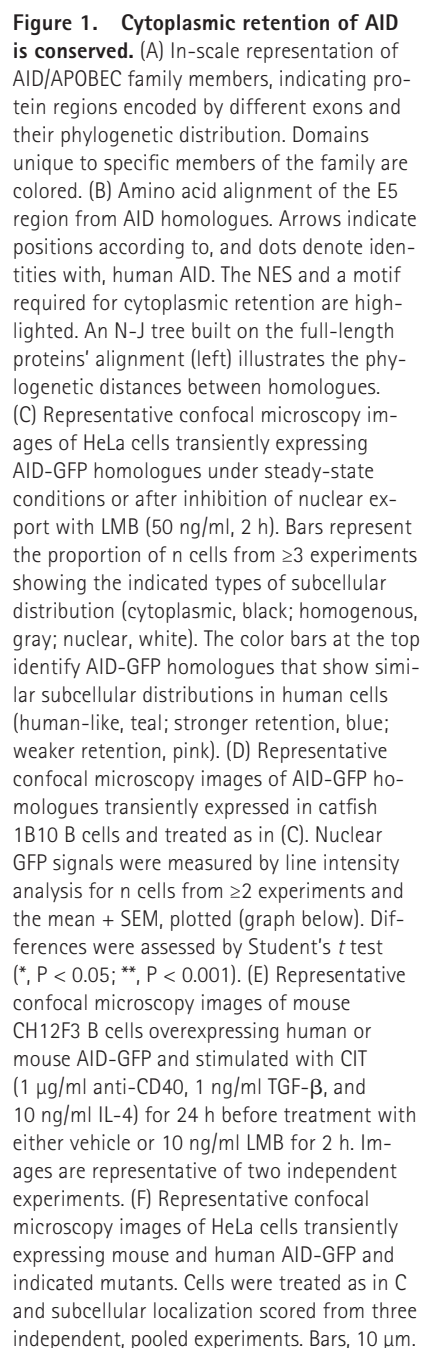 Figure 1. Cytoplasmic retention of AID
is conserved. (A) In-scale representation of
AID/APOBEC family members, indicating pro-
tein regions encoded by different exons and
their phylogenetic distribution. Domains
unique to specific members of the family are
colored. (B) Amino acid alignment of the E5
region from AID homologues. Arrows indicate
positions according to, and dots denote iden-
tities with, human AID. The NES and a motif
required for cytoplasmic retention are high-
lighted. An N-J tree built on the full-length
proteins' alignment (left) illustrates the phy-
logenetic distances between homologues.
(C) Representative confocal microscopy im-
ages of HeLa cells transiently expressing
AID-GFP homologues under steady-state
conditions or after inhibition of nuclear ex-
port with LMB (50 ng/ml, 2 h). Bars represent
the proportion of n cells from ≥3 experiments
showing the indicated types of subcellular
distribution (cytoplasmic, black; homogenous,
gray; nuclear, white). The color bars at the top
identify AID-GFP homologues that show simi-
lar subcellular distributions in human cells
(human-like, teal; stronger retention, blue;
weaker retention, pink). (D) Representative
confocal microscopy images of AID-GFP ho-
mologues transiently expressed in catfish
1B10 B cells and treated as in (C). Nuclear
GFP signals were measured by line intensity
analysis for n cells from ≥2 experiments and
the mean + SEM, plotted (graph below). Dif-
ferences were assessed by Student's t test
(*, P < 0.05; **, P < 0.001). (E) Representative
confocal microscopy images of mouse
CH12F3 B cells overexpressing human or
mouse AID-GFP and stimulated with CIT
(1 µg/ml anti-CD40, 1 ng/ml TGF-β, and
10 ng/ml IL-4) for 24 h before treatment with
either vehicle or 10 ng/ml LMB for 2 h. Im-
ages are representative of two independent
experiments. (F) Representative confocal
microscopy images of HeLa cells transiently
expressing mouse and human AID-GFP and
indicated mutants. Cells were treated as in C
and subcellular localization scored from three
independent, pooled experiments. Bars, 10 µm.